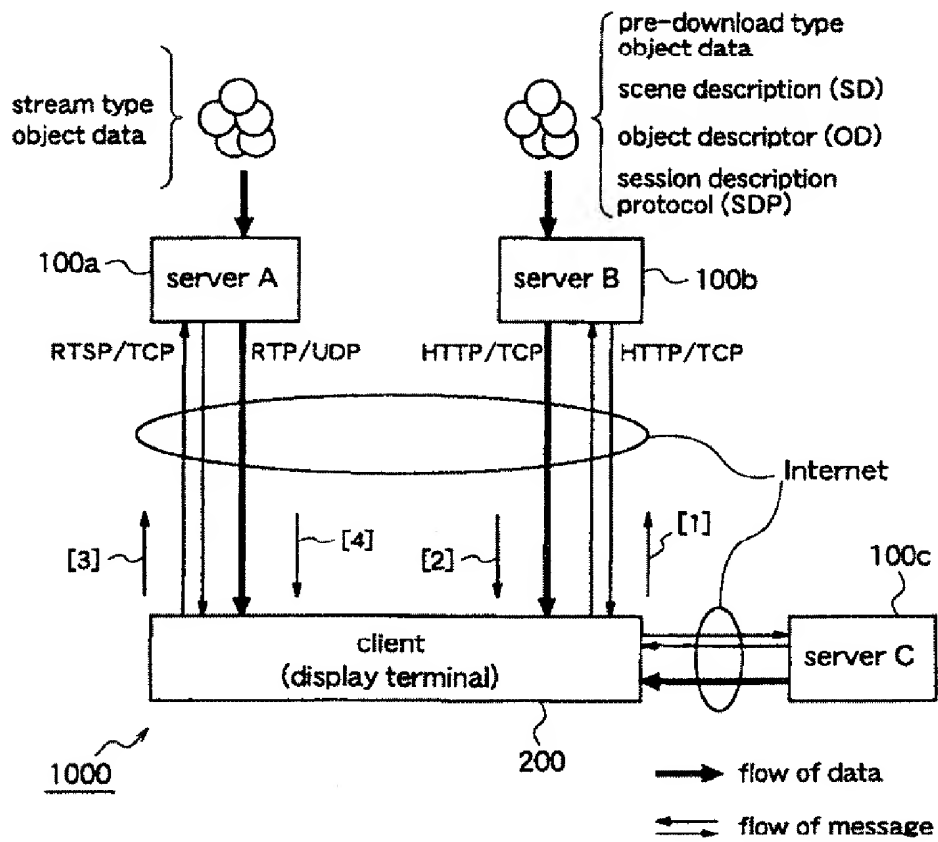 stream type
object data
pre-download type
object data
scene description (SD)
object descriptor (OD)
session description
protocol (SDP)
100a
server A
server B
100b
RTSP/TCP
RTP/UDP
HTTP/TCP
HTTP/TCP
Internet
[3]
[4]
[2]
[1]
100c
client
(display terminal)
server C
200
1000
flow of data
flow of message